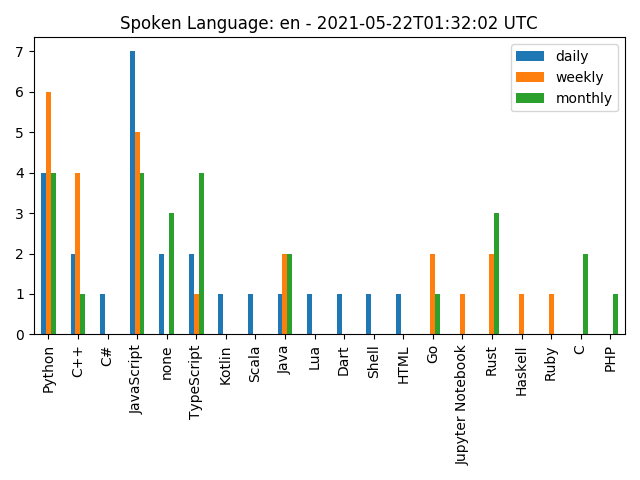 Spoken Language: en - 2021-05-22T01:32:02 UTC
daily
weekly
monthly
7
6
5
4
3
2
1
0
Python
C++
C#
JavaScript
none
TypeScript
Kotlin
Scala
Java
Lua
Dart
Shell
HTML
Go
Jupyter Notebook
Rust
Haskell
Ruby
C
PHP